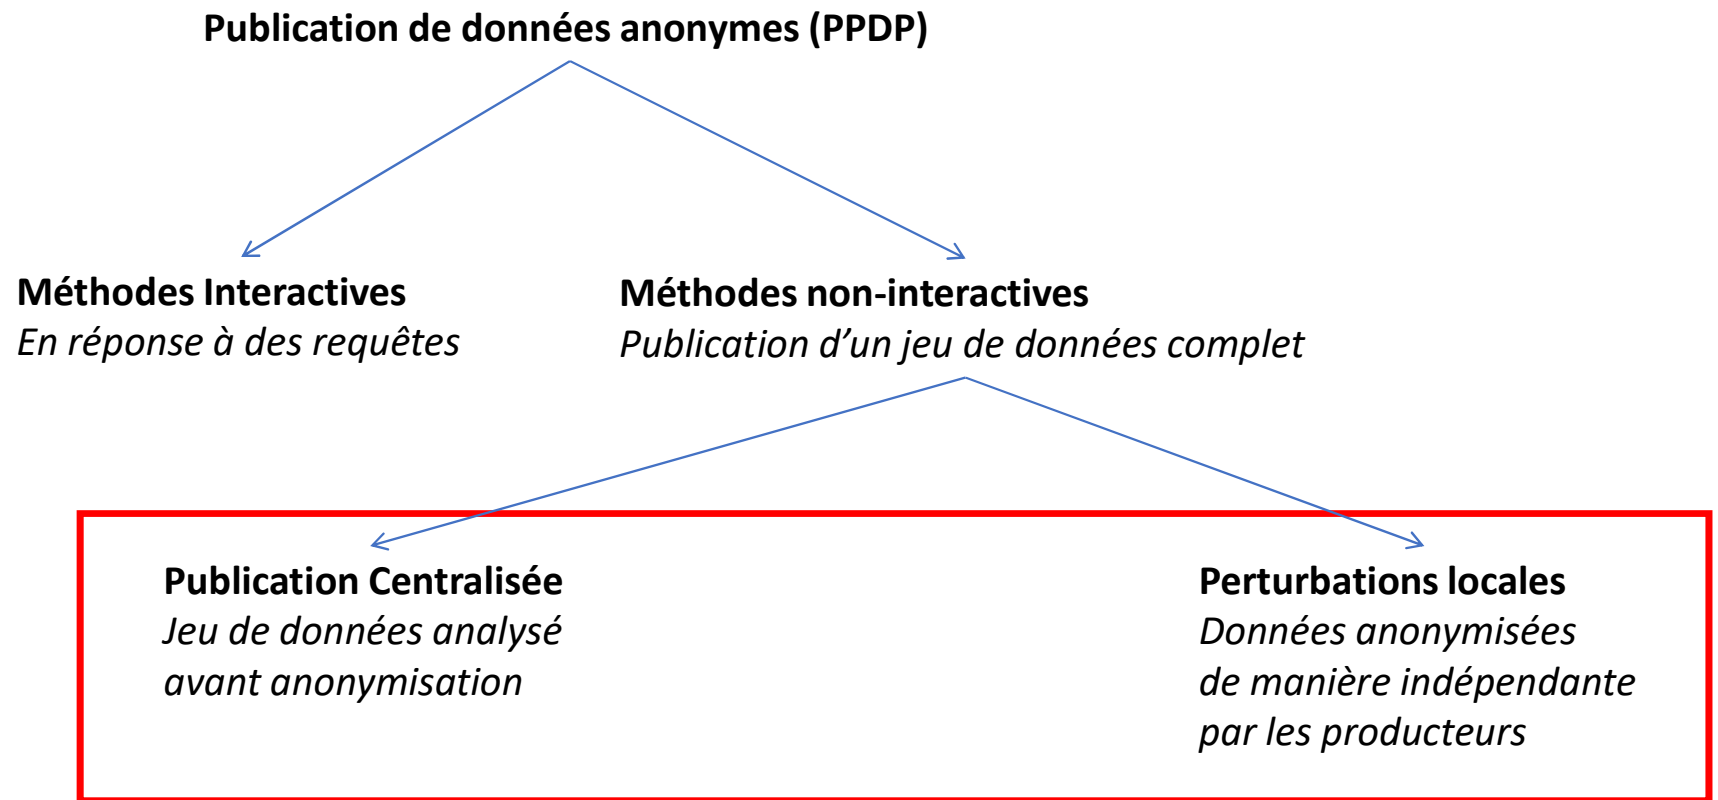 Publication de données anonymes (PPDP)
Méthodes Interactives
En réponse à des requêtes
Méthodes non-interactives
Publication d’un jeu de données complet
Publication Centralisée
Jeu de données analysé
avant anonymisation
Perturbations locales
Données anonymisées
de manière indépendante
par les producteurs